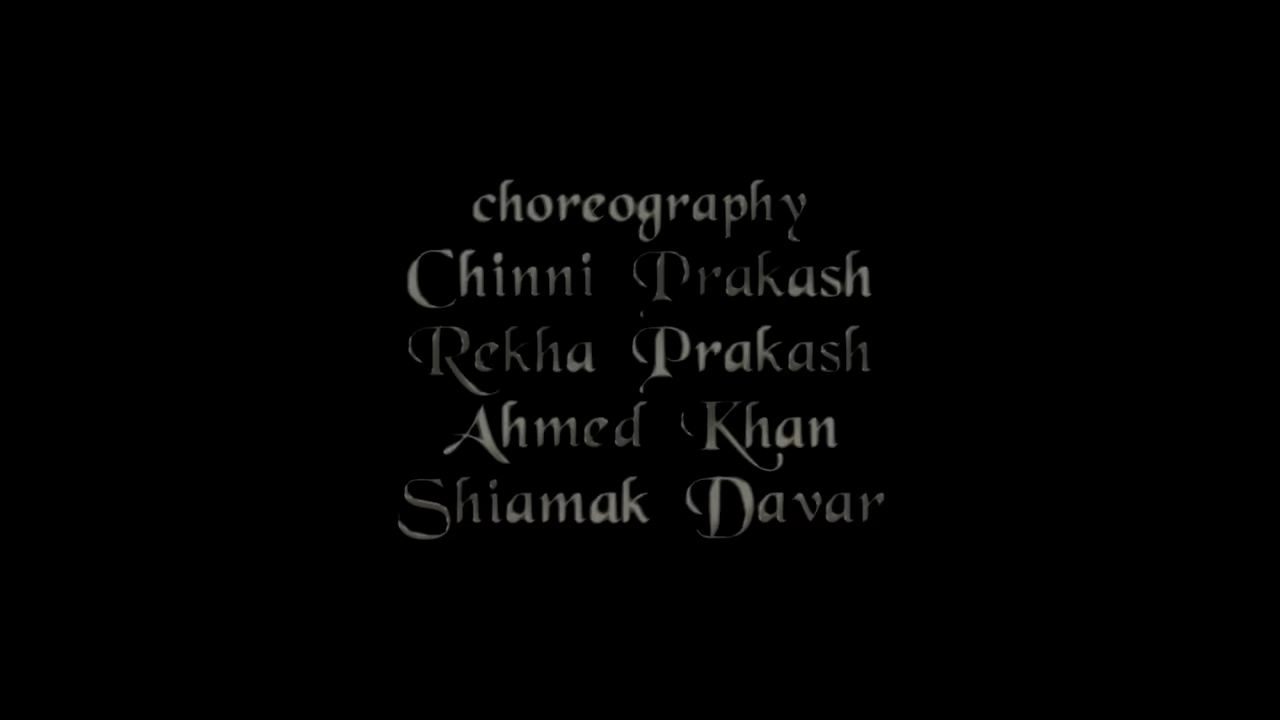 choreography
Chinni Prakash
Rekha Prakash
Ahmed Khan
Shiamak Davar